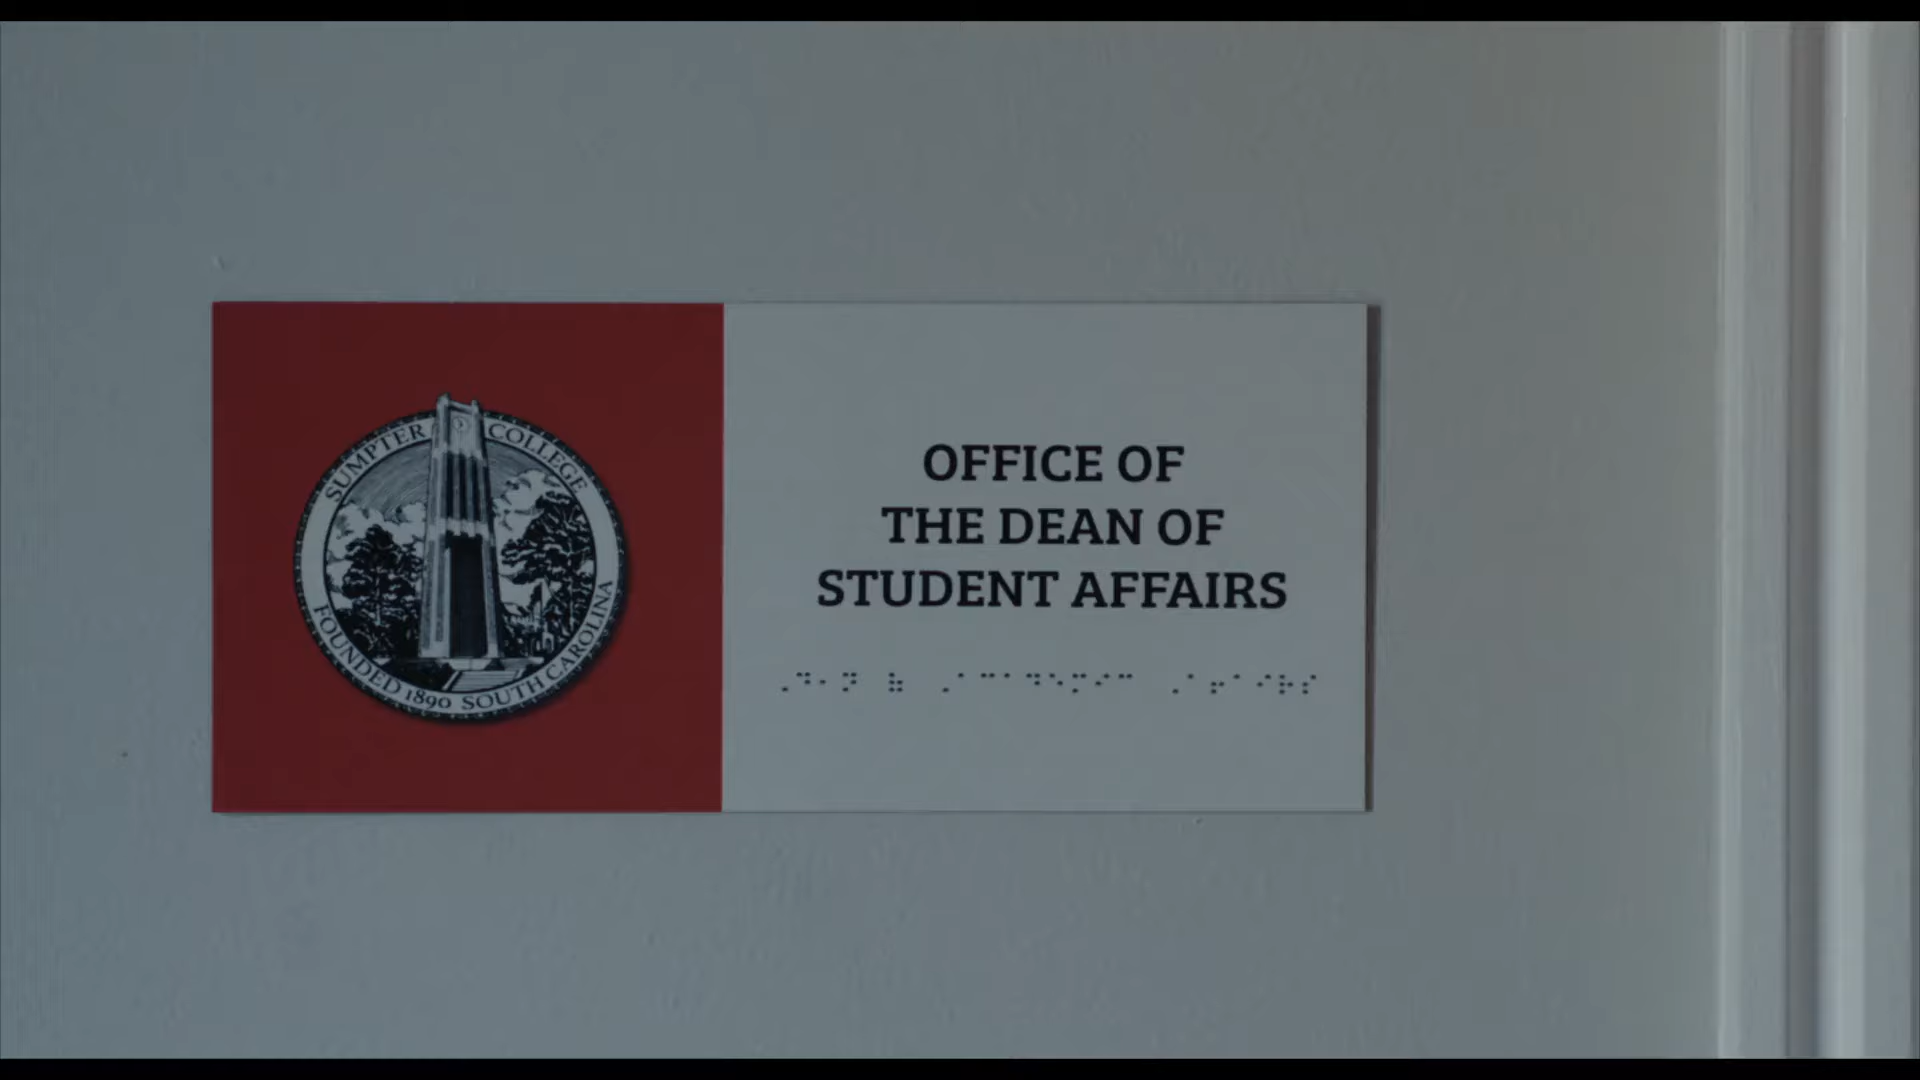 SUMPTER COLLEGE
FOUNDED 1890 SOUTH CAROLINA
OFFICE OF
THE DEAN OF
STUDENT AFFAIRS